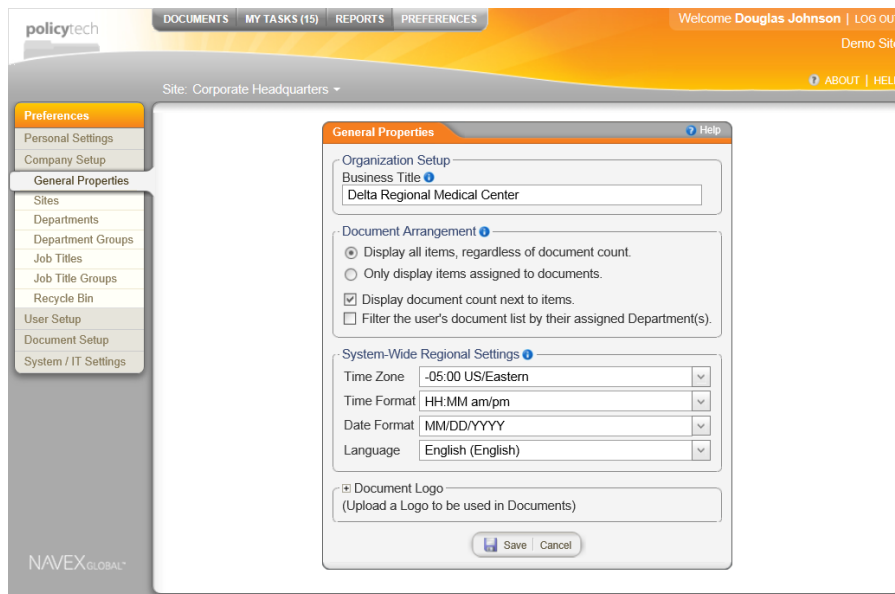 policytech
DOCUMENTS MY TASKS (15) REPORTS PREFERENCES
Welcome Douglas Johnson | LOG OU
Demo Site
Site: Corporate Headquarters
? ABOUT | HEL
Preferences
Personal Settings
Company Setup
General Properties
Sites
Departments
Department Groups
Job Titles
Job Title Groups
Recycle Bin
User Setup
Document Setup
System / IT Settings
NAVEX GLOBAL
General Properties
? Help
Organization Setup
Business Title
Delta Regional Medical Center
Document Arrangement
Display all items, regardless of document count.
Only display items assigned to documents.
Display document count next to items.
Filter the user's document list by their assigned Department(s).
System-Wide Regional Settings
Time Zone -05:00 US/Eastern
Time Format HH:MM am/pm
Date Format MM/DD/YYYY
Language English (English)
Document Logo
(Upload a Logo to be used in Documents)
Save | Cancel